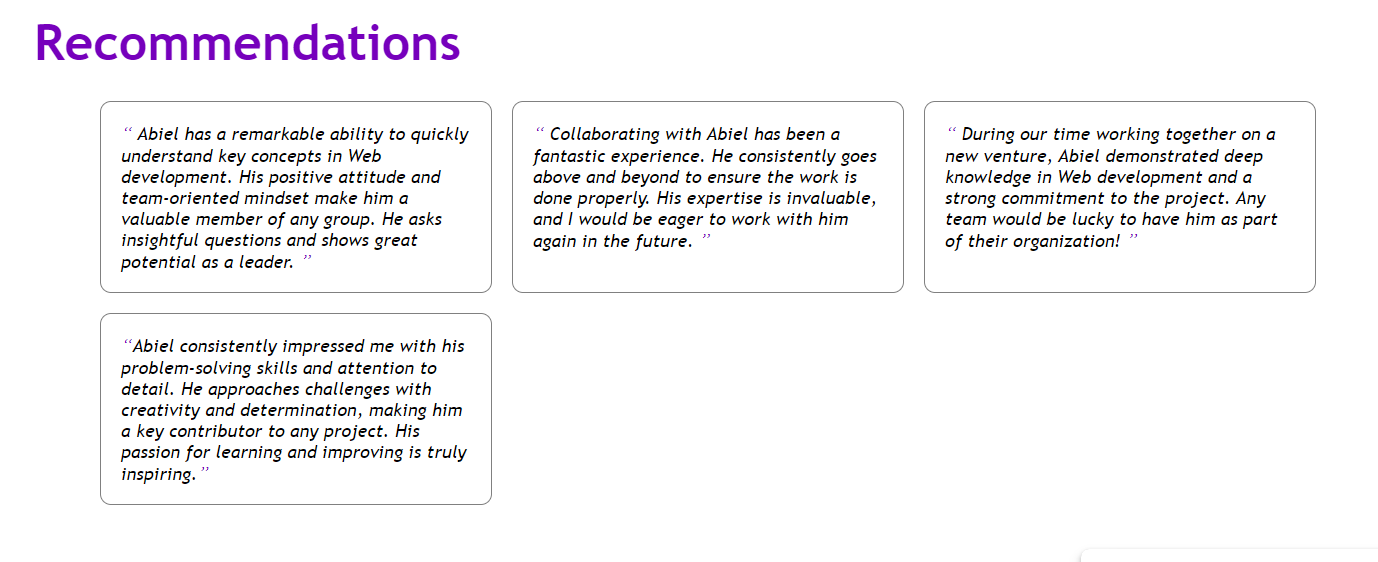 Recommendations
“ Abiel has a remarkable ability to quickly
understand key concepts in Web
development. His positive attitude and
team-oriented mindset make him a
valuable member of any group. He asks
insightful questions and shows great
potential as a leader. ”
“ Collaborating with Abiel has been a
fantastic experience. He consistently goes
above and beyond to ensure the work is
done properly. His expertise is invaluable,
and I would be eager to work with him
again in the future. ”
“ During our time working together on a
new venture, Abiel demonstrated deep
knowledge in Web development and a
strong commitment to the project. Any
team would be lucky to have him as part
of their organization! ”
“Abiel consistently impressed me with his
problem-solving skills and attention to
detail. He approaches challenges with
creativity and determination, making him
a key contributor to any project. His
passion for learning and improving is truly
inspiring. ”